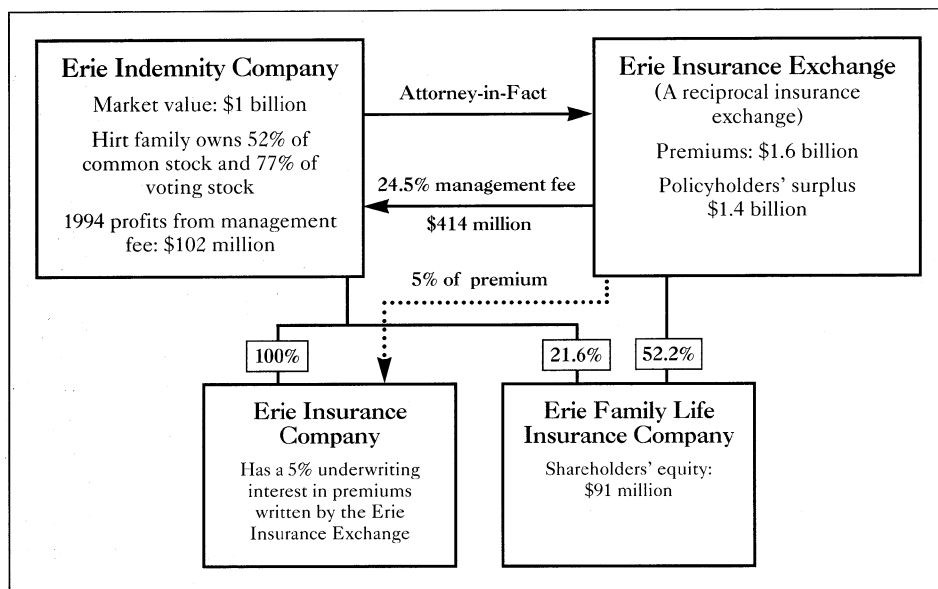 Erie Indemnity Company
Market value: $1 billion
Hirt family owns 52% of
common stock and 77% of
voting stock
1994 profits from management
fee: $102 million
Attorney-in-Fact
24.5% management fee
$414 million
5% of premium
Erie Insurance Exchange
(A reciprocal insurance
exchange)
Premiums: $1.6 billion
Policyholders' surplus
$1.4 billion
100%
21.6%
52.2%
Erie Insurance
Company
Has a 5% underwriting
interest in premiums
written by the Erie
Insurance Exchange
Erie Family Life
Insurance Company
Shareholders' equity:
$91 million